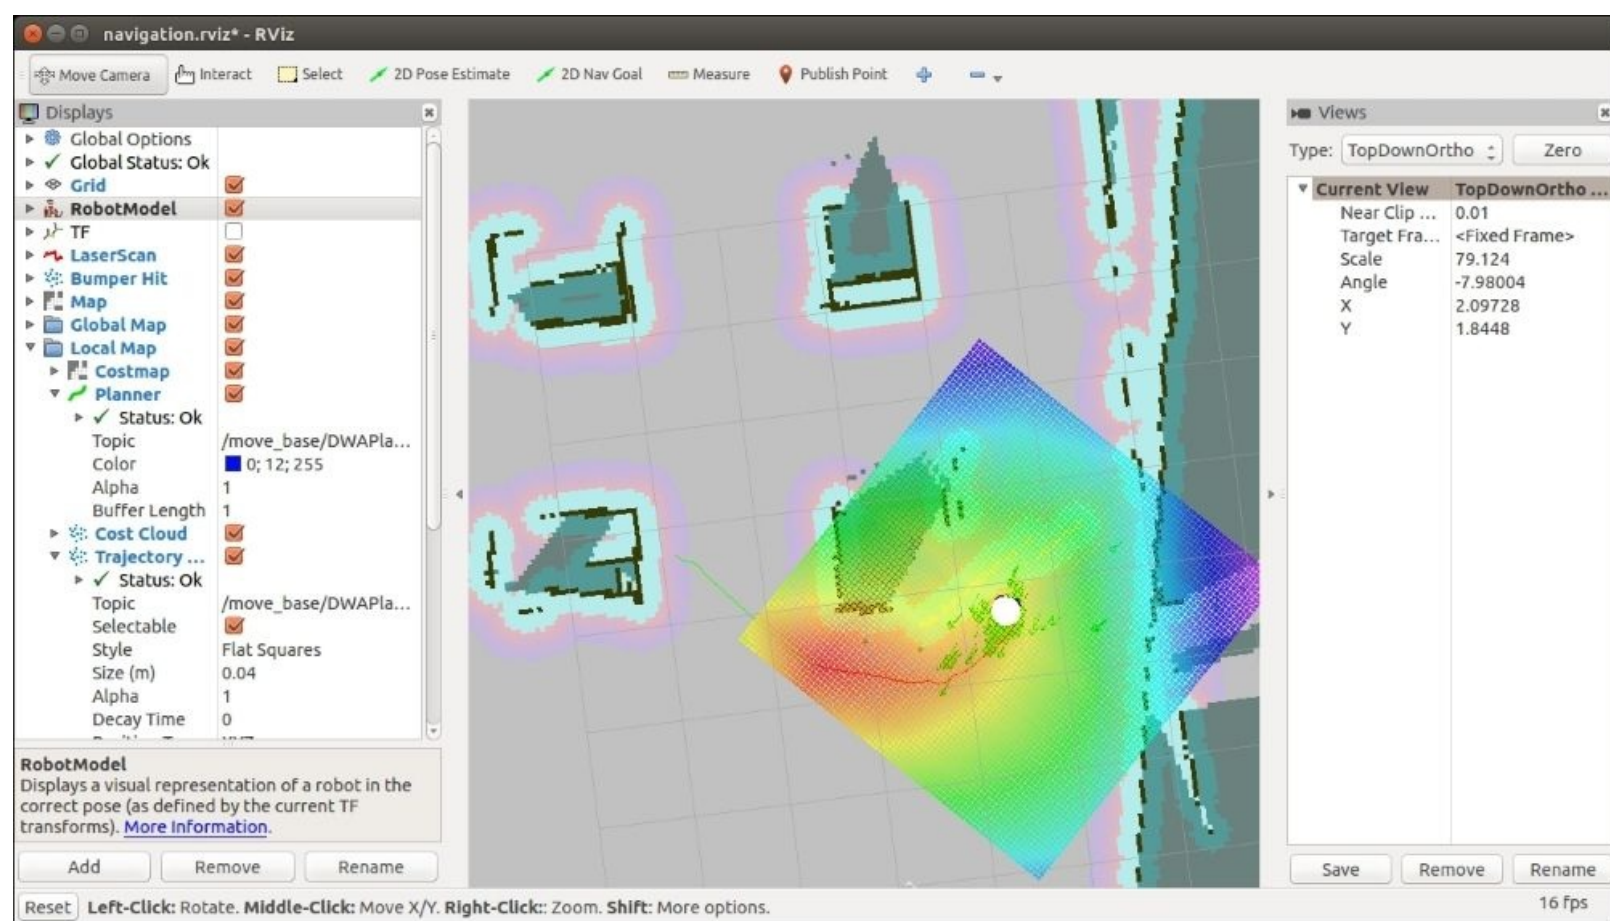 navigation.rviz* - RViz
Move Camera Interact Select 2D Pose Estimate 2D Nav Goal Measure Publish Point
Displays
Global Options
Global Status: Ok
Grid
RobotModel
TF
LaserScan
Bumper Hit
Map
Global Map
Local Map
Costmap
Planner
Status: Ok
Topic /move_base/DWAPla...
Color 0; 12; 255
Alpha 1
Buffer Length 1
Cost Cloud
Trajectory ...
Status: Ok
Topic /move_base/DWAPla...
Selectable
Style Flat Squares
Size (m) 0.04
Alpha 1
Decay Time 0
RobotModel
Displays a visual representation of a robot in the
correct pose (as defined by the current TF
transforms). More Information.
Add Remove Rename
Views
Type: TopDownOrtho Zero
Current View TopDownOrtho ...
Near Clip ... 0.01
Target Fra... <Fixed Frame>
Scale 79.124
Angle -7.98004
X 2.09728
Y 1.8448
Save Remove Rename
Reset Left-Click: Rotate. Middle-Click: Move X/Y. Right-Click:: Zoom. Shift: More options. 16 fps